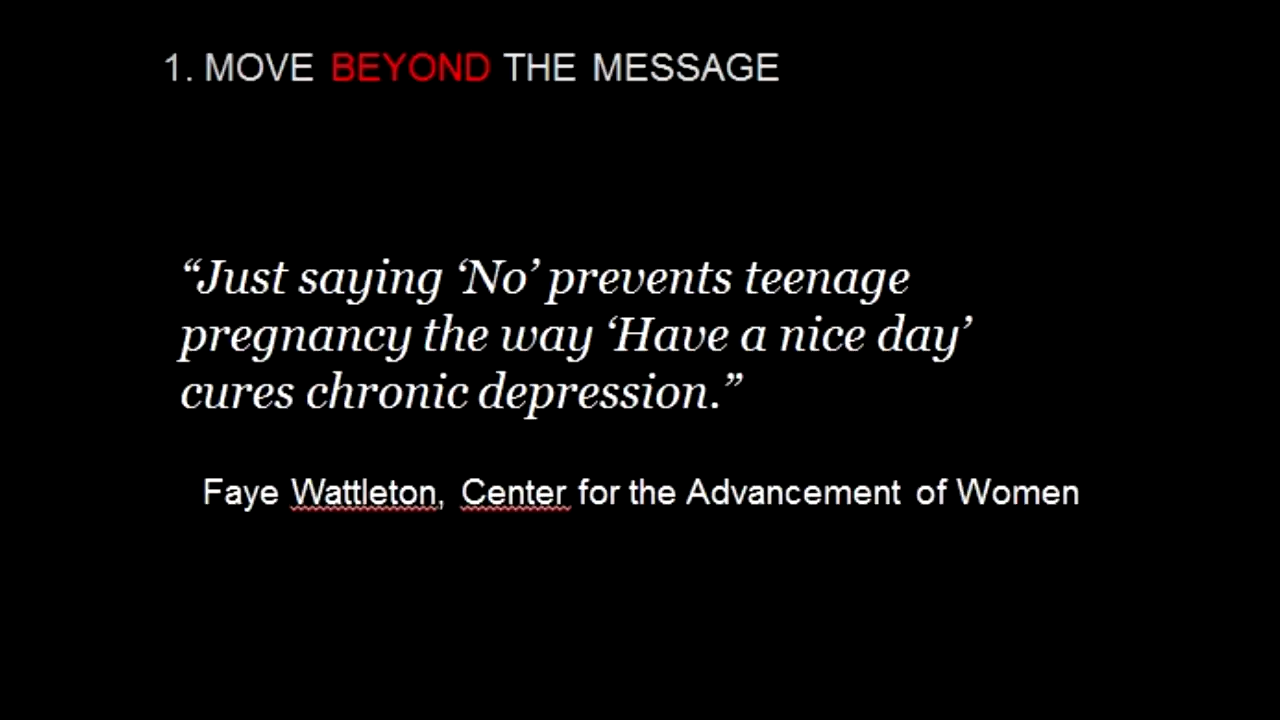 1. MOVE BEYOND THE MESSAGE
“Just saying ‘No’ prevents teenage
pregnancy the way ‘Have a nice day’
cures chronic depression.”
Faye Wattleton, Center for the Advancement of Women